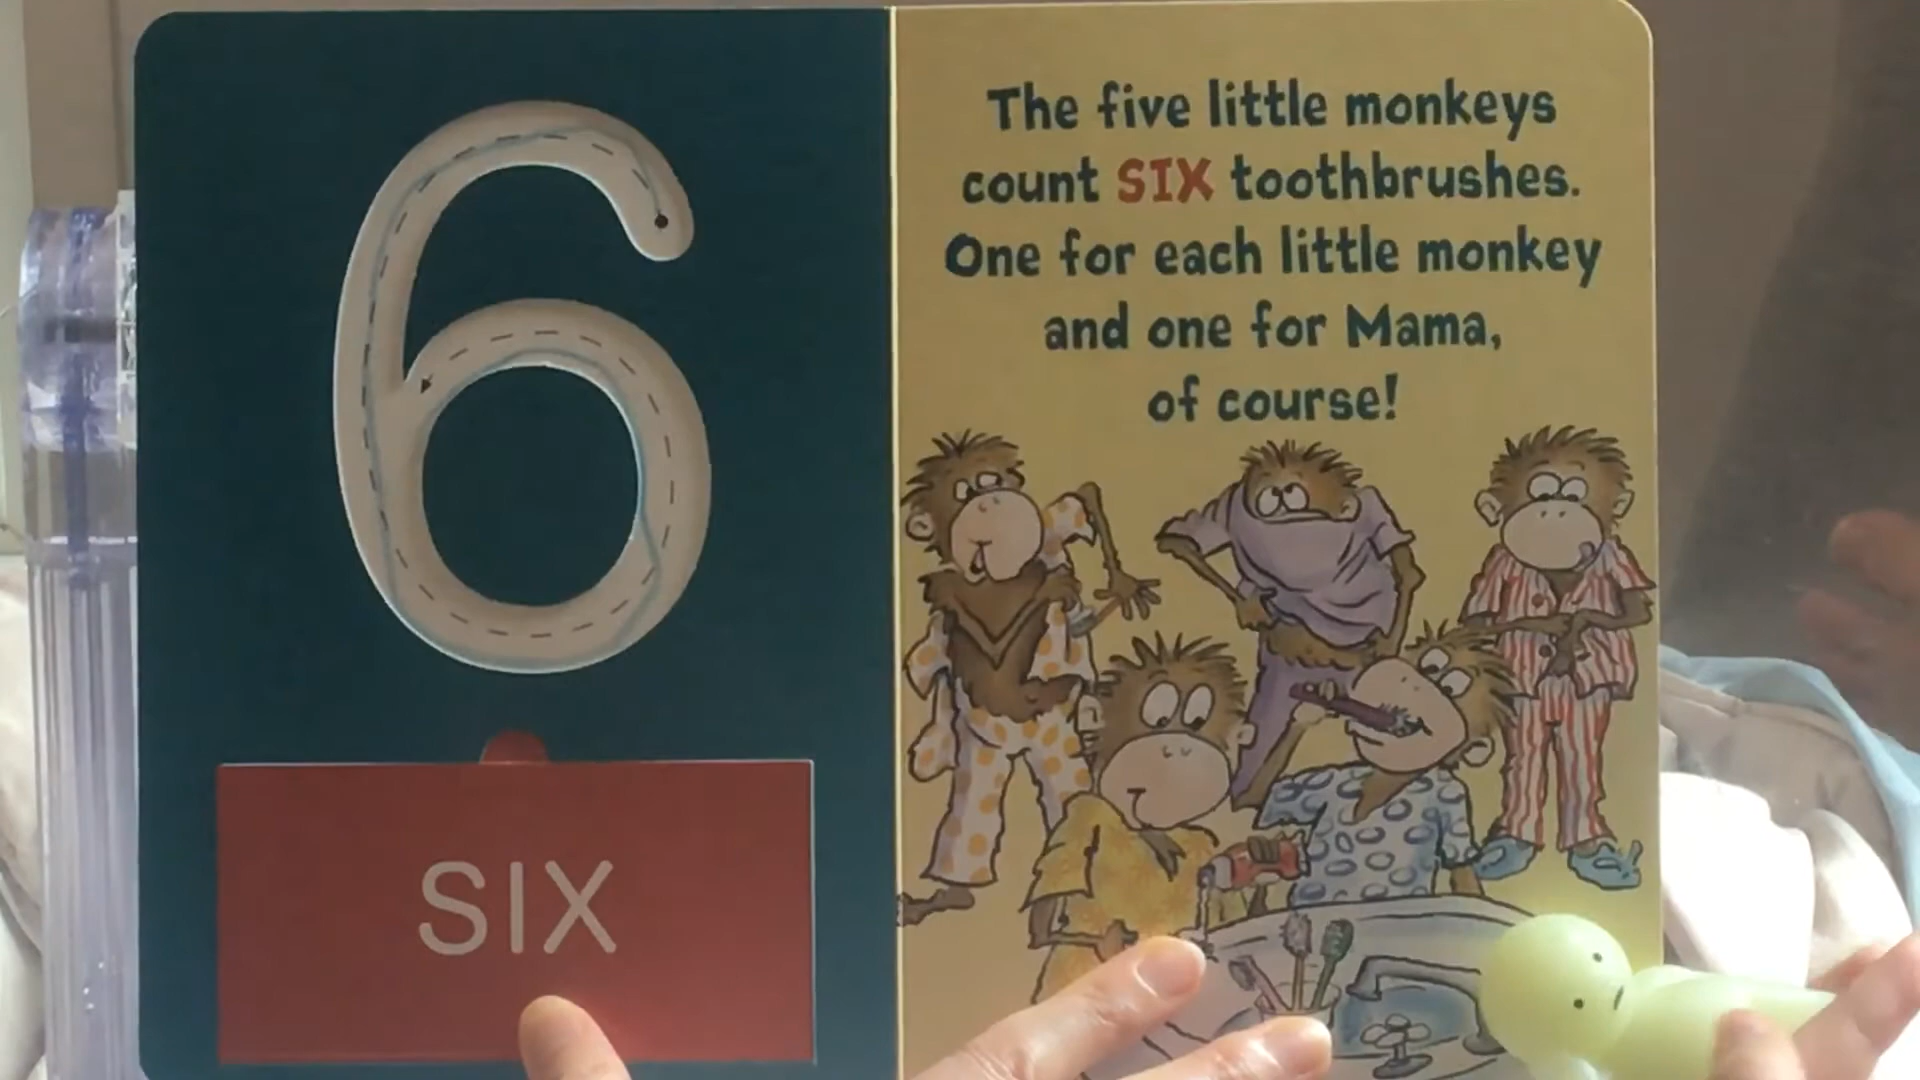 6
SIX
The five little monkeys
count SIX toothbrushes.
One for each little monkey
and one for Mama,
of course!